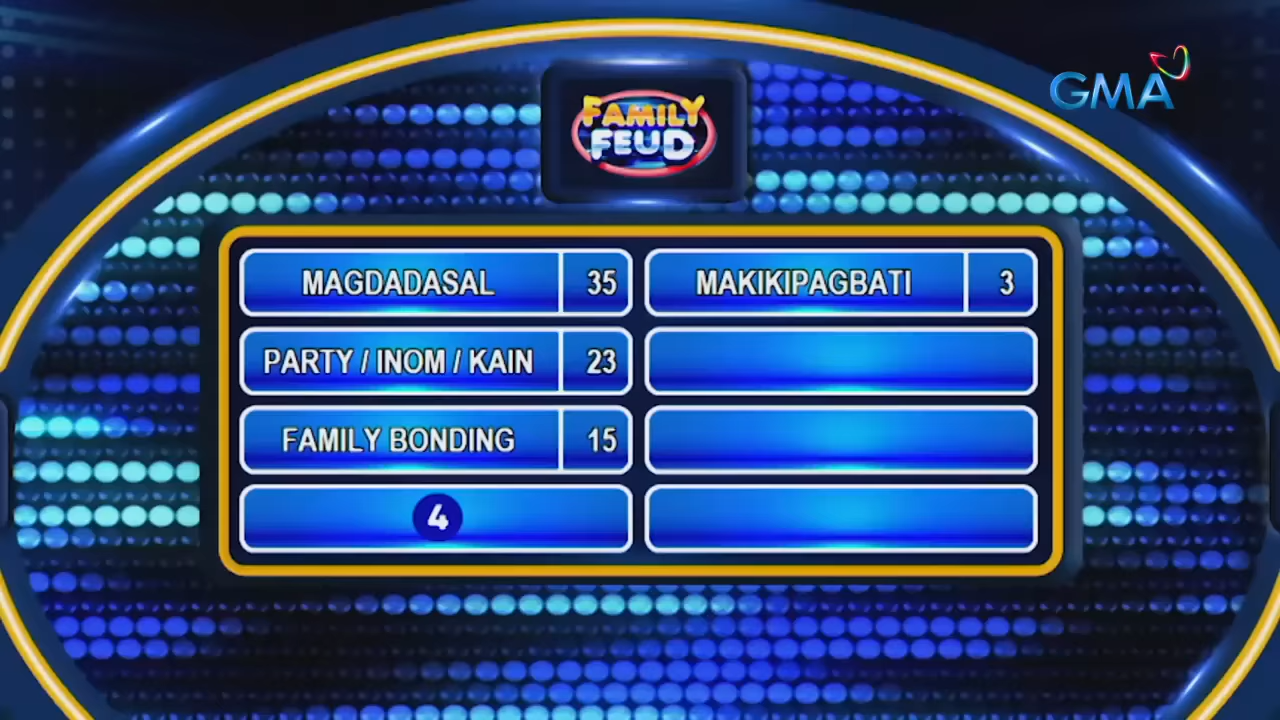 GMA
FAMILY
FEUD
MAGDADASAL 35
PARTY / INOM / KAIN 23
FAMILY BONDING 15
4
MAKIKIPAGBATI 3